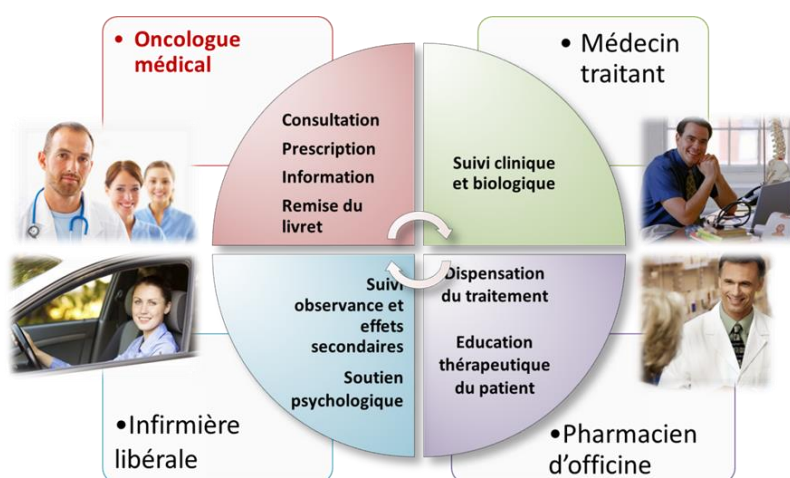 • Oncologue
médical
• Médecin
traitant
Consultation
Prescription
Information
Remise du
livret
Suivi clinique
et biologique
Suivi
observance et
effets
secondaires
Soutien
psychologique
Dispensation
du traitement
Education
thérapeutique
du patient
•Infirmière
libérale
•Pharmacien
d'officine